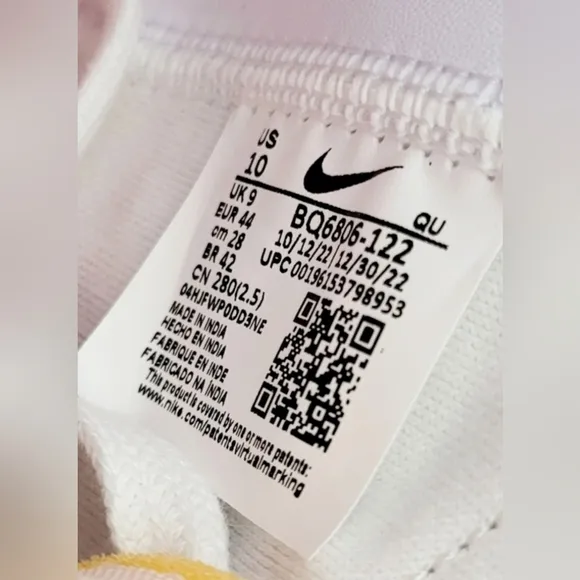 US
10
UK 9
EUR 44
cm 28
BR 42
CN 280(2.5)
QU
BQ6806-122
10/12/22|12/30/22
UPC 00196153798953
04HJFWP0DD3NE
MADE IN INDIA
HECHO EN INDIA
FABRIQUE EN INDE
FABRICADO NA ÍNDIA
This product is covered by one or more patents:
www.nike.com/patentsvirtualmarking